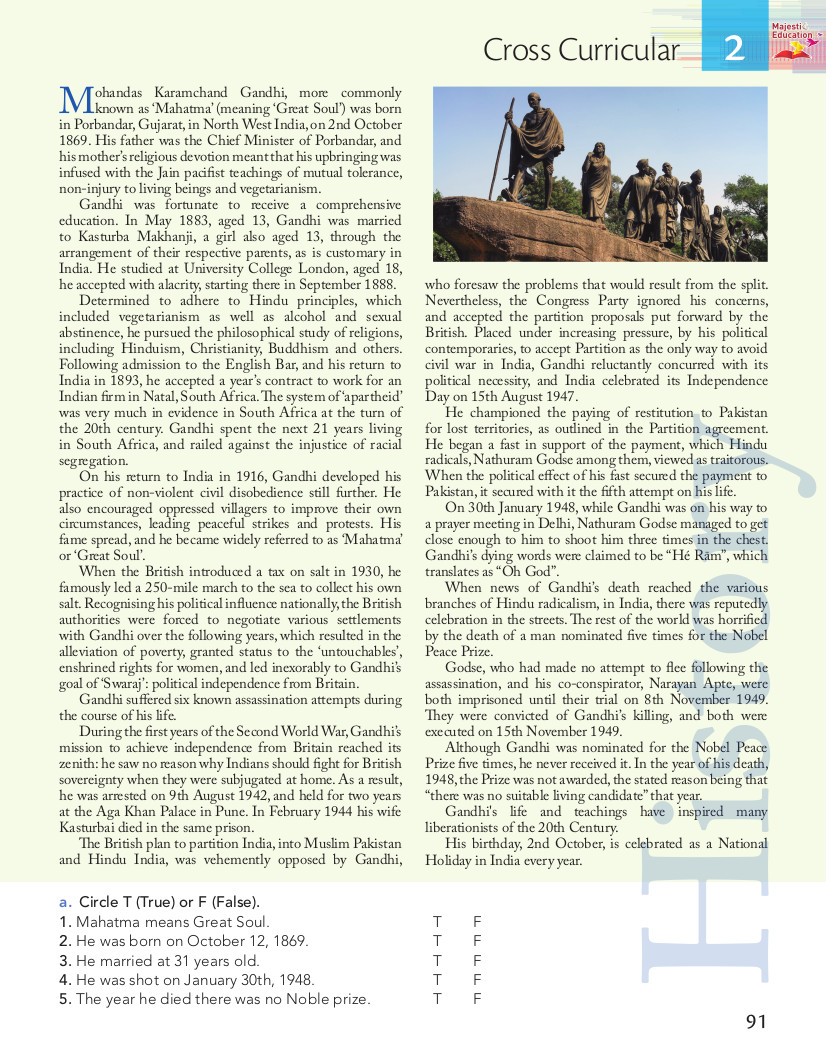 Cross Curricular
2
Majesti
Education
Mohandas Karamchand Gandhi, more commonly
known as ‘Mahatma’ (meaning ‘Great Soul’) was born
in Porbandar, Gujarat, in North West India, on 2nd October
1869. His father was the Chief Minister of Porbandar, and
his mother’s religious devotion meant that his upbringing was
infused with the Jain pacifist teachings of mutual tolerance,
non-injury to living beings and vegetarianism.
Gandhi was fortunate to receive a comprehensive
education. In May 1883, aged 13, Gandhi was married
to Kasturba Makhanji, a girl also aged 13, through the
arrangement of their respective parents, as is customary in
India. He studied at University College London, aged 18,
he accepted with alacrity, starting there in September 1888.
Determined to adhere to Hindu principles, which
included vegetarianism as well as alcohol and sexual
abstinence, he pursued the philosophical study of religions,
including Hinduism, Christianity, Buddhism and others.
Following admission to the English Bar, and his return to
India in 1893, he accepted a year’s contract to work for an
Indian firm in Natal, South Africa. The system of ‘apartheid’
was very much in evidence in South Africa at the turn of
the 20th century. Gandhi spent the next 21 years living
in South Africa, and railed against the injustice of racial
segregation.
On his return to India in 1916, Gandhi developed his
practice of non-violent civil disobedience still further. He
also encouraged oppressed villagers to improve their own
circumstances, leading peaceful strikes and protests. His
fame spread, and he became widely referred to as ‘Mahatma’
or ‘Great Soul’.
When the British introduced a tax on salt in 1930, he
famously led a 250-mile march to the sea to collect his own
salt. Recognising his political influence nationally, the British
authorities were forced to negotiate various settlements
with Gandhi over the following years, which resulted in the
alleviation of poverty, granted status to the ‘untouchables’,
enshrined rights for women, and led inexorably to Gandhi’s
goal of ‘Swaraj’: political independence from Britain.
Gandhi suffered six known assassination attempts during
the course of his life.
During the first years of the Second World War, Gandhi’s
mission to achieve independence from Britain reached its
zenith: he saw no reason why Indians should fight for British
sovereignty when they were subjugated at home. As a result,
he was arrested on 9th August 1942, and held for two years
at the Aga Khan Palace in Pune. In February 1944 his wife
Kasturbai died in the same prison.
The British plan to partition India, into Muslim Pakistan
and Hindu India, was vehemently opposed by Gandhi,
who foresaw the problems that would result from the split.
Nevertheless, the Congress Party ignored his concerns,
and accepted the partition proposals put forward by the
British. Placed under increasing pressure, by his political
contemporaries, to accept Partition as the only way to avoid
civil war in India, Gandhi reluctantly concurred with its
political necessity, and India celebrated its Independence
Day on 15th August 1947.
He championed the paying of restitution to Pakistan
for lost territories, as outlined in the Partition agreement.
He began a fast in support of the payment, which Hindu
radicals, Nathuram Godse among them, viewed as traitorous.
When the political effect of his fast secured the payment to
Pakistan, it secured with it the fifth attempt on his life.
On 30th January 1948, while Gandhi was on his way to
a prayer meeting in Delhi, Nathuram Godse managed to get
close enough to him to shoot him three times in the chest.
Gandhi’s dying words were claimed to be “Hé Rām”, which
translates as “Oh God”.
When news of Gandhi’s death reached the various
branches of Hindu radicalism, in India, there was reputedly
celebration in the streets. The rest of the world was horrified
by the death of a man nominated five times for the Nobel
Peace Prize.
Godse, who had made no attempt to flee following the
assassination, and his co-conspirator, Narayan Apte, were
both imprisoned until their trial on 8th November 1949.
They were convicted of Gandhi’s killing, and both were
executed on 15th November 1949.
Although Gandhi was nominated for the Nobel Peace
Prize five times, he never received it. In the year of his death,
1948, the Prize was not awarded, the stated reason being that
“there was no suitable living candidate” that year.
Gandhi's life and teachings have inspired many
liberationists of the 20th Century.
His birthday, 2nd October, is celebrated as a National
Holiday in India every year.
History
a. Circle T (True) or F (False).
1. Mahatma means Great Soul. T F
2. He was born on October 12, 1869. T F
3. He married at 31 years old. T F
4. He was shot on January 30th, 1948. T F
5. The year he died there was no Noble prize. T F
91